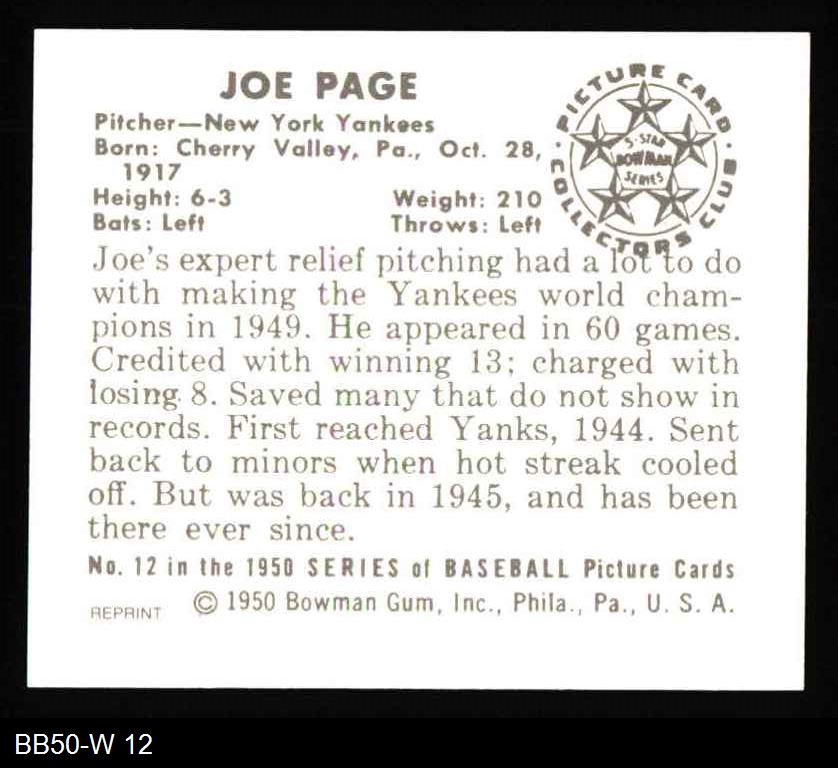 JOE PAGE
Pitcher—New York Yankees
Born: Cherry Valley, Pa., Oct. 28,
1917
Height: 6-3 Weight: 210
Bats: Left Throws: Left
PICTURE CARD
COLLECTORS CLUB
5-STAR
BOWMAN
SERIES
Joe's expert relief pitching had a lot to do
with making the Yankees world cham-
pions in 1949. He appeared in 60 games.
Credited with winning 13; charged with
losing 8. Saved many that do not show in
records. First reached Yanks, 1944. Sent
back to minors when hot streak cooled
off. But was back in 1945, and has been
there ever since.
No. 12 in the 1950 SERIES of BASEBALL Picture Cards
REPRINT © 1950 Bowman Gum, Inc., Phila., Pa., U. S. A.
BB50-W 12